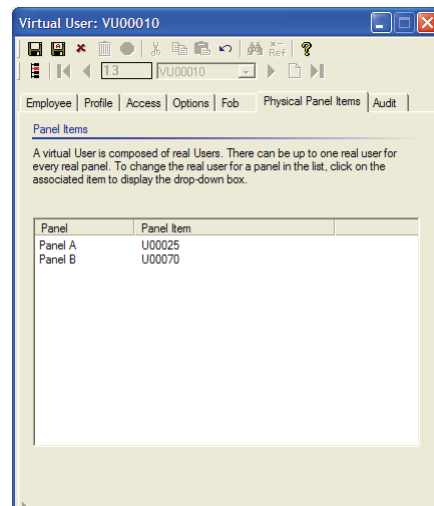 Virtual User: VU00010
x=
Ref
13
VU00010
Employee
Profile
Access
Options
Fob
Physical Panel Items
Audit
Panel Items
A virtual User is composed of real Users. There can be up to one real user for
every real panel. To change the real user for a panel in the list, click on the
associated item to display the drop-down box.
Panel Panel Item
Panel A U00025
Panel B U00070